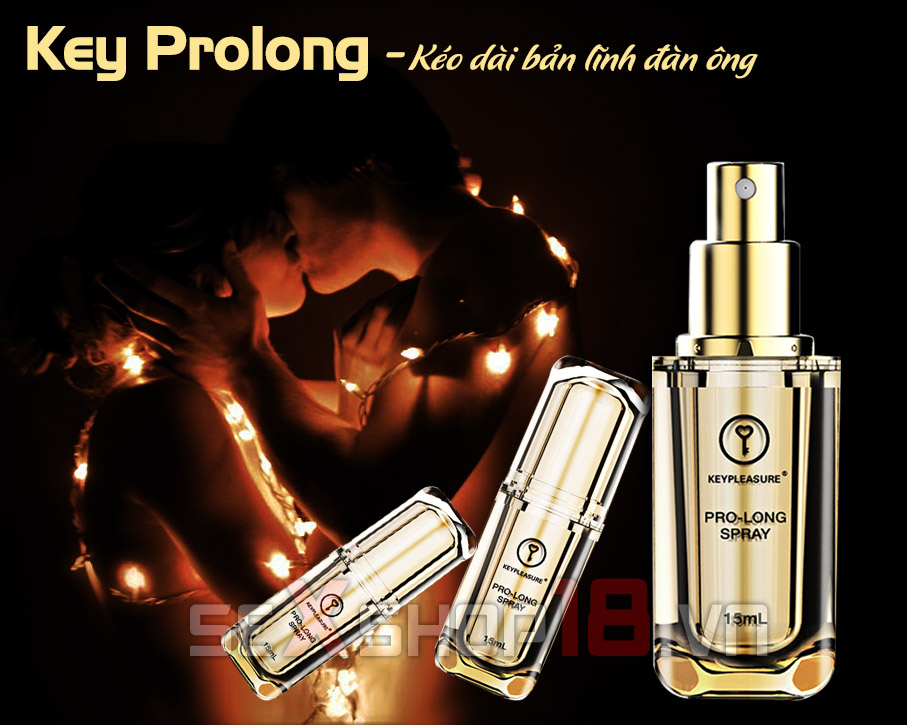 Key Prolong - Kéo dài bản lĩnh đàn ông
KEYPLEASURE®
PRO-LONG
SPRAY
15mL
KEYPLEASURE®
PRO-LONG
SPRAY
15mL
KEYPLEASURE®
PRO-LONG
SPRAY
15mL
SEXSHOP18.VN